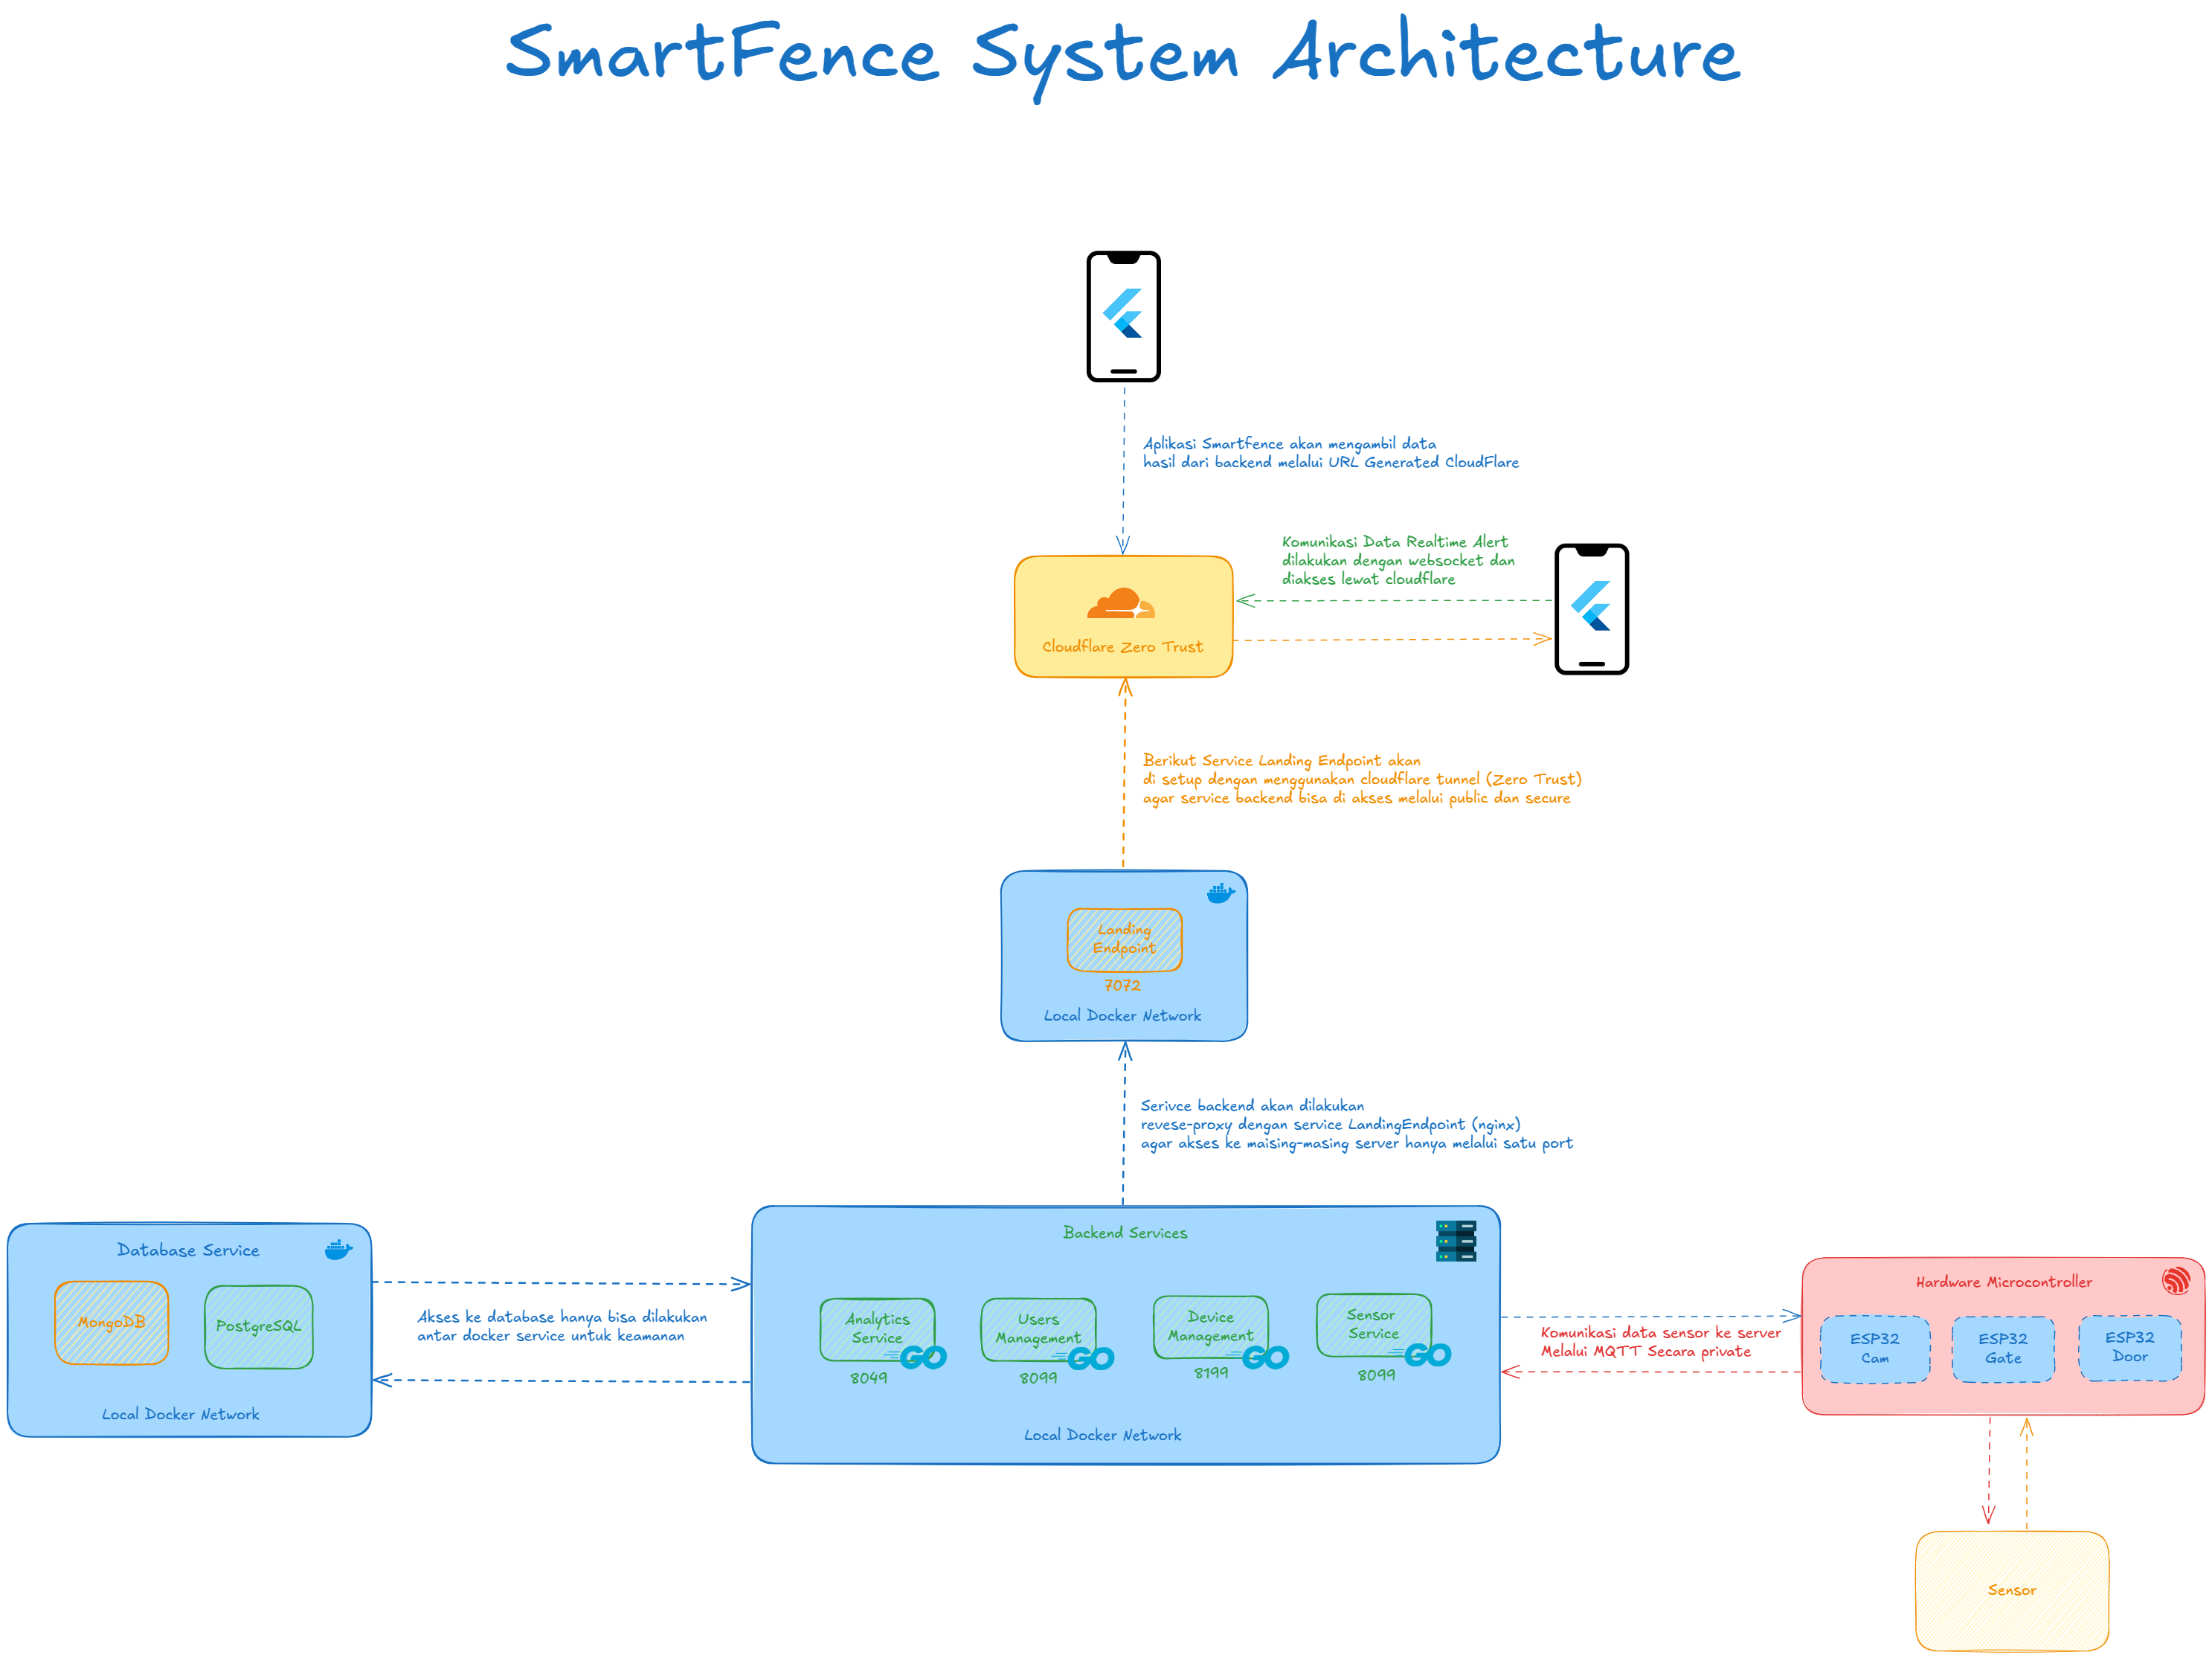 SmartFence System Architecture
Aplikasi Smartfence akan mengambil data
hasil dari backend melalui URL Generated CloudFlare
Komunikasi Data Realtime Alert
dilakukan dengan websocket dan
diakses lewat cloudflare
Cloudflare Zero Trust
Berikut Service Landing Endpoint akan
di setup dengan menggunakan cloudflare tunnel (Zero Trust)
agar service backend bisa di akses melalui public dan secure
Landing
Endpoint
7072
Local Docker Network
Serivce backend akan dilakukan
revese-proxy dengan service LandingEndpoint (nginx)
agar akses ke maising-masing server hanya melalui satu port
Database Service
MongoDB
PostgreSQL
Local Docker Network
Akses ke database hanya bisa dilakukan
antar docker service untuk keamanan
Backend Services
Analytics
Service
GO
8049
Users
Management
GO
8099
Device
Management
GO
8199
Sensor
Service
GO
8099
Local Docker Network
Komunikasi data sensor ke server
Melalui MQTT Secara private
Hardware Microcontroller
ESP32
Cam
ESP32
Gate
ESP32
Door
Sensor